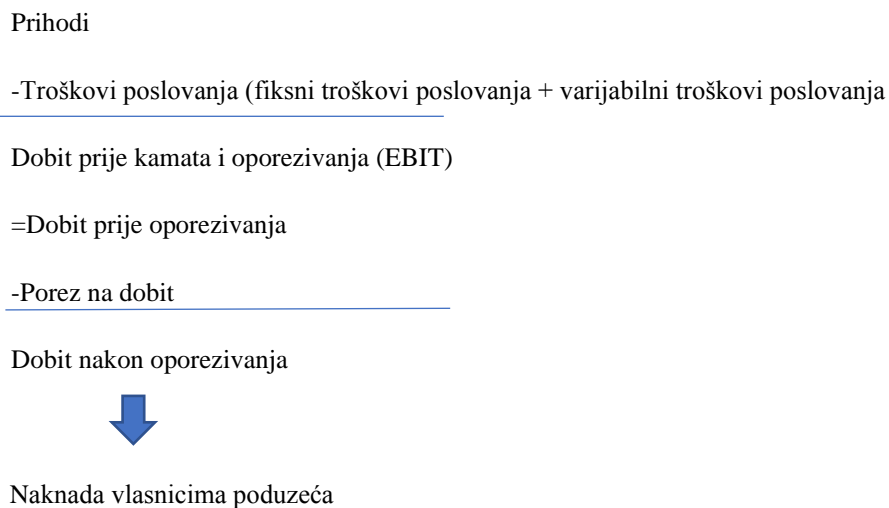 Prihodi
-Troškovi poslovanja (fiksni troškovi poslovanja + varijabilni troškovi poslovanja
Dobit prije kamata i oporezivanja (EBIT)
=Dobit prije oporezivanja
-Porez na dobit
Dobit nakon oporezivanja
Naknada vlasnicima poduzeća